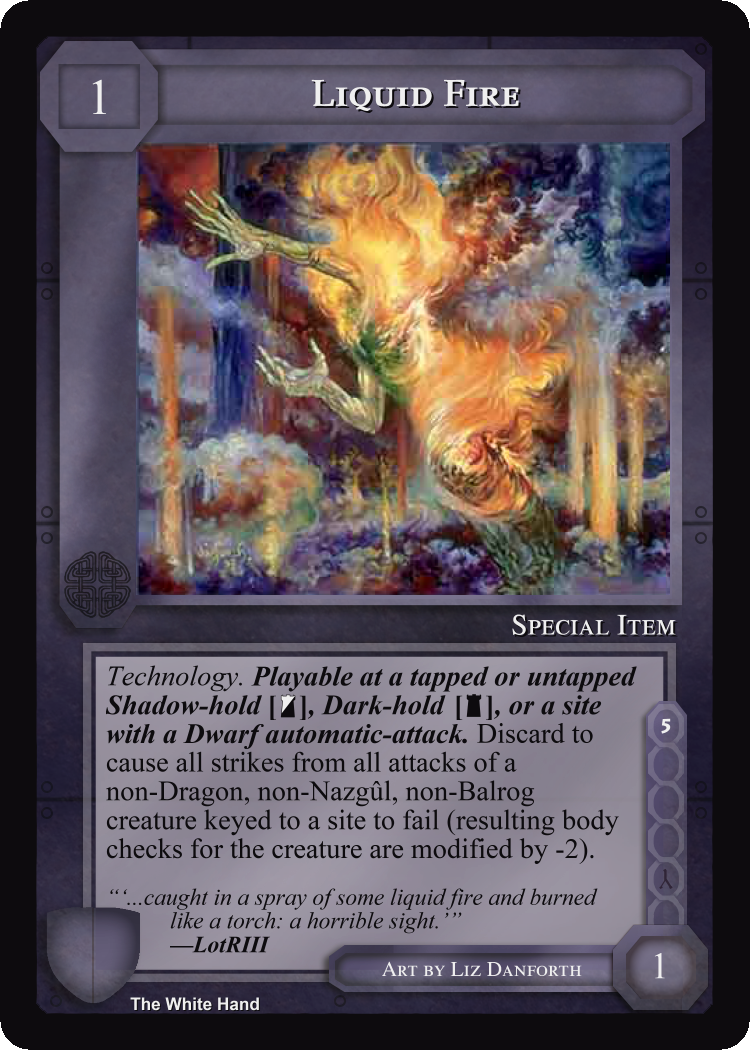 1
LIQUID FIRE
SPECIAL ITEM
Technology. Playable at a tapped or untapped
Shadow-hold [], Dark-hold [], or a site
with a Dwarf automatic-attack. Discard to
cause all strikes from all attacks of a
non-Dragon, non-Nazgûl, non-Balrog
creature keyed to a site to fail (resulting body
checks for the creature are modified by -2).
5
“‘...caught in a spray of some liquid fire and burned
like a torch: a horrible sight.’”
—LotRIII
ART BY LIZ DANFORTH
1
The White Hand